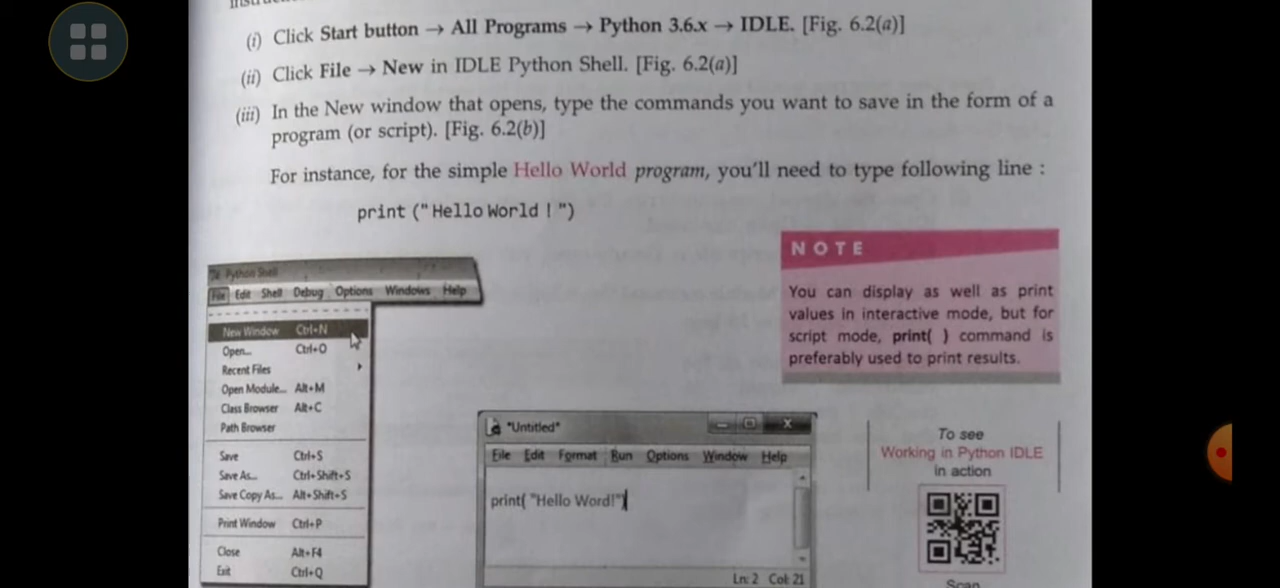 (i) Click Start button → All Programs → Python 3.6.x → IDLE. [Fig. 6.2(a)]
(ii) Click File → New in IDLE Python Shell. [Fig. 6.2(a)]
(iii) In the New window that opens, type the commands you want to save in the form of a
program (or script). [Fig. 6.2(b)]
For instance, for the simple Hello World program, you'll need to type following line :
print ("Hello World ! ")
Python Shell
File Edit Shell Debug Options Windows Help
New Window Ctrl+N
Open... Ctrl+O
Recent Files
Open Module... Alt+M
Class Browser Alt+C
Path Browser
Save Ctrl+S
Save As... Ctrl+Shift+S
Save Copy As... Alt+Shift+S
Print Window Ctrl+P
Close Alt+F4
Exit Ctrl+Q
NOTE
You can display as well as print
values in interactive mode, but for
script mode, print( ) command is
preferably used to print results.
*Untitled*
File Edit Format Run Options Window Help
print( "Hello Word!")
Ln: 2 Col: 21
To see
Working in Python IDLE
in action
Scan